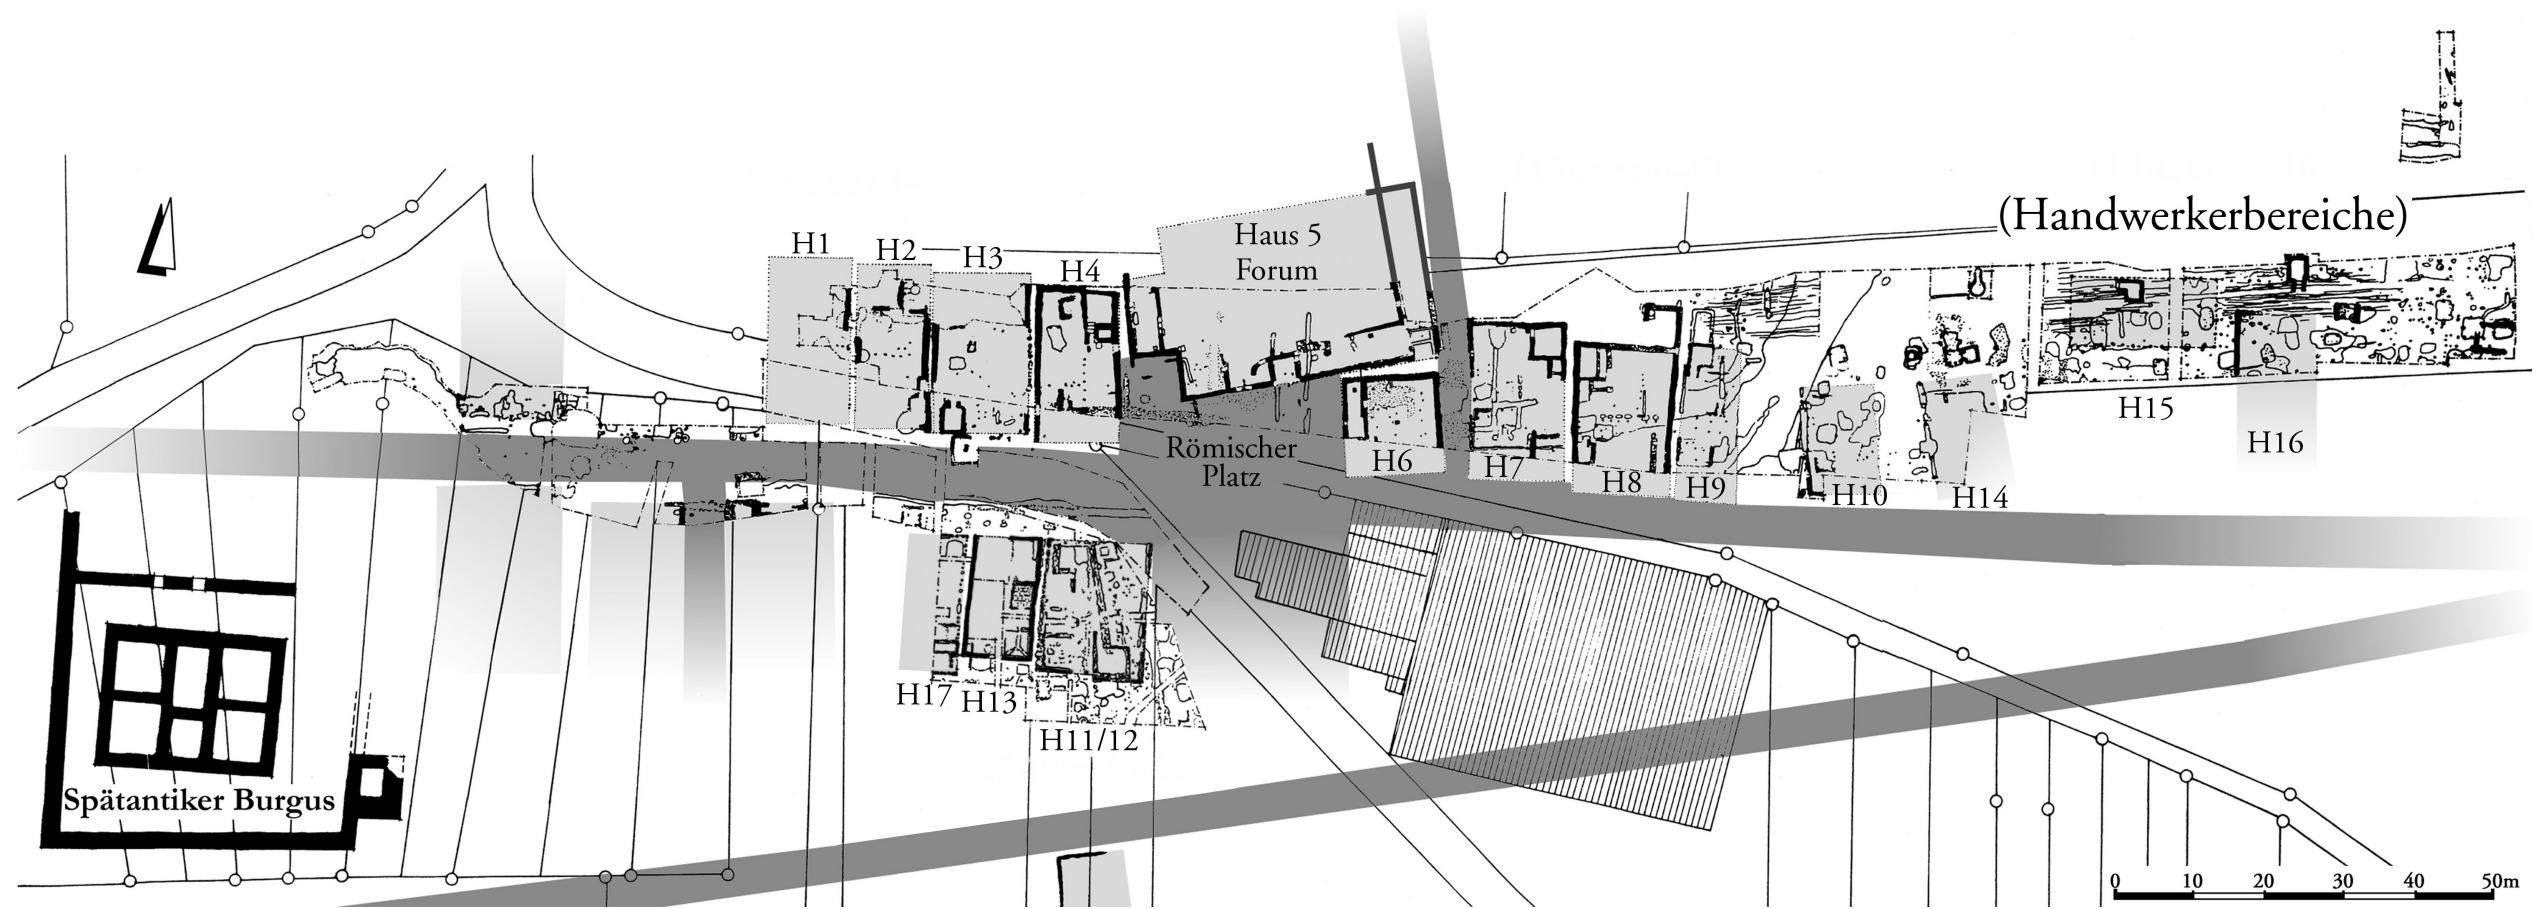 (Handwerkerbereiche)
H1
H2
H3
H4
Haus 5
Forum
Römischer
Platz
H6
H7
H8
H9
H10
H14
H15
H16
H17
H13
H11/12
Spätantiker Burgus
0 10 20 30 40 50m